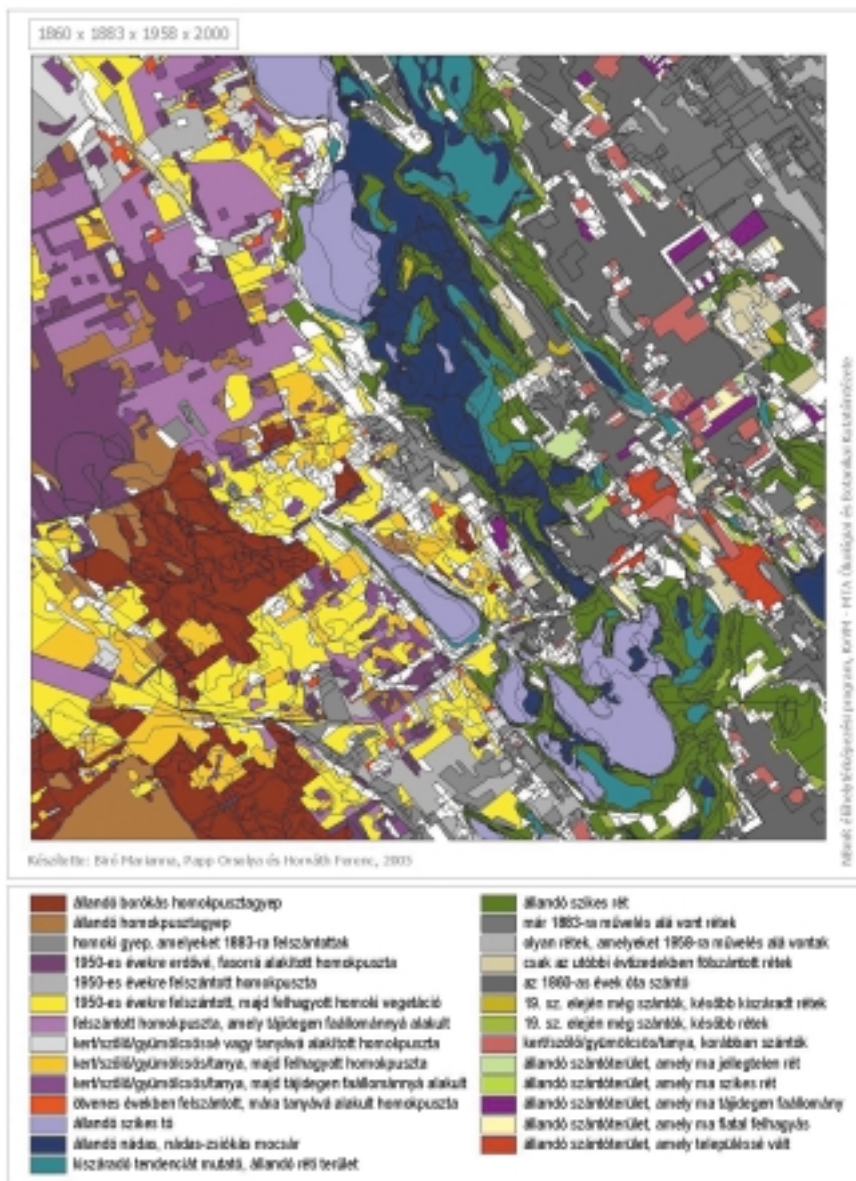 1860 x 1883 x 1958 x 2000
Készítette: Biró Marianna, Papp Orsolya és Horváth Ferenc, 2003
MTA Ökológiai és Botanikai Kutatóintézete
állandó borókás homokpusztagyep
állandó homokpusztagyep
homoki gyep, amelyeket 1883-ra felszántottak
1950-es évekre erdővé, fasorrá alakított homokpuszta
1950-es évekre felszántott homokpuszta
1950-es évekre felszántott, majd felhagyott homoki vegetáció
felszántott homokpuszta, amely tájidegen faállománnyá alakult
kert/szőlő/gyümölcsössé vagy tanyává alakított homokpuszta
kert/szőlő/gyümölcsös/tanya, majd felhagyott homokpuszta
kert/szőlő/gyümölcsös/tanya, majd tájidegen faállománnyá alakult
ötvenes években felszántott, mára tanyává alakult homokpuszta
állandó szikes tó
állandó nádas, nádas-zsiókás mocsár
kiszáradó tendenciát mutató, állandó réti terület
állandó szikes rét
már 1883-ra művelés alá vont rétek
olyan rétek, amelyeket 1958-ra művelés alá vontak
csak az utóbbi évtizedekben fölszántott rétek
az 1860-as évek óta szántó
19. sz. elején még szántók, később kiszáradt rétek
19. sz. elején még szántók, később rétek
kert/szőlő/gyümölcsös/tanya, korábban szántók
állandó szántóterület, amely ma jellegtelen rét
állandó szántóterület, amely ma szikes rét
állandó szántóterület, amely ma tájidegen faállomány
állandó szántóterület, amely ma fiatal felhagyás
állandó szántóterület, amely településsé vált